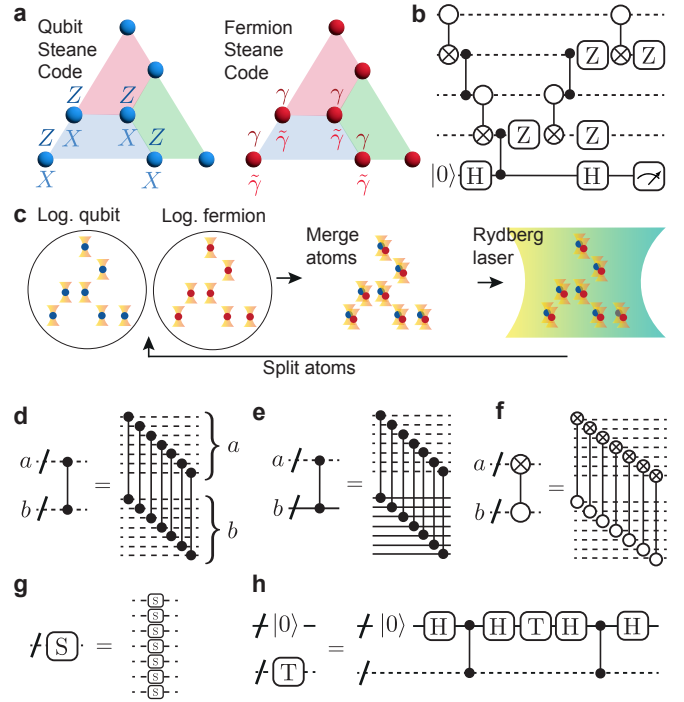 a
Qubit
Steane
Code
Z Z
X X
Z
X X
Z
X
Fermion
Steane
Code
γ γ
γ̃ γ̃
γ γ
γ̃ γ̃
b
Z Z
Z Z
|0⟩ H H
c
Log. qubit
Log. fermion
Merge
atoms
Rydberg
laser
Split atoms
d
a
b
=
a
b
e
a
b
=
f
a
b
=
g
S
=
S
S
S
S
S
S
S
h
|0⟩ = |0⟩ H H T H H
T